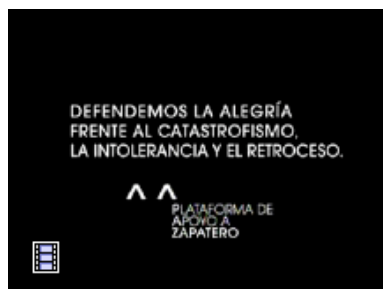 DEFENDEMOS LA ALEGRÍA
FRENTE AL CATASTROFISMO,
LA INTOLERANCIA Y EL RETROCESO.
PLATAFORMA DE
APOYO A
ZAPATERO